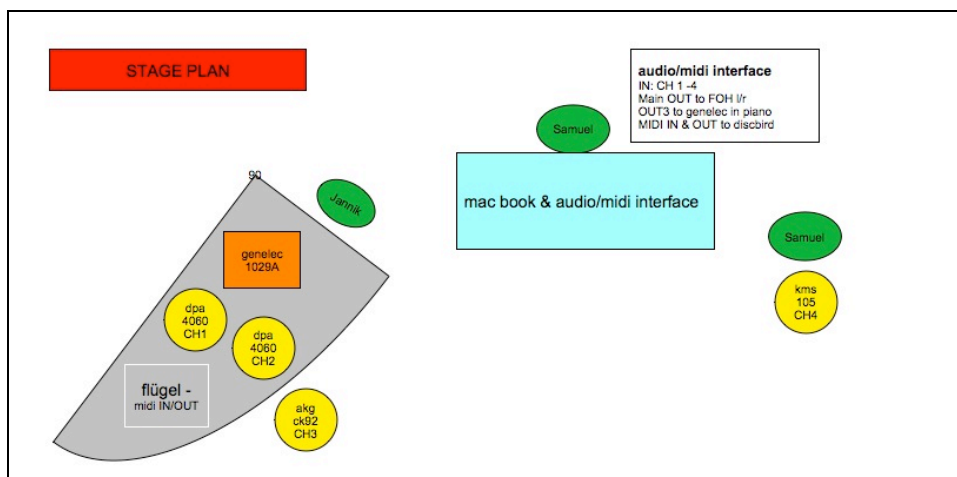 STAGE PLAN
audio/midi interface
IN: CH 1 -4
Main OUT to FOH l/r
OUT3 to genelec in piano
MIDI IN & OUT to discbird
Samuel
mac book & audio/midi interface
90
Jannik
Samuel
genelec
1029A
kms
105
CH4
dpa
4060
CH1
dpa
4060
CH2
flügel -
midi IN/OUT
akg
ck92
CH3